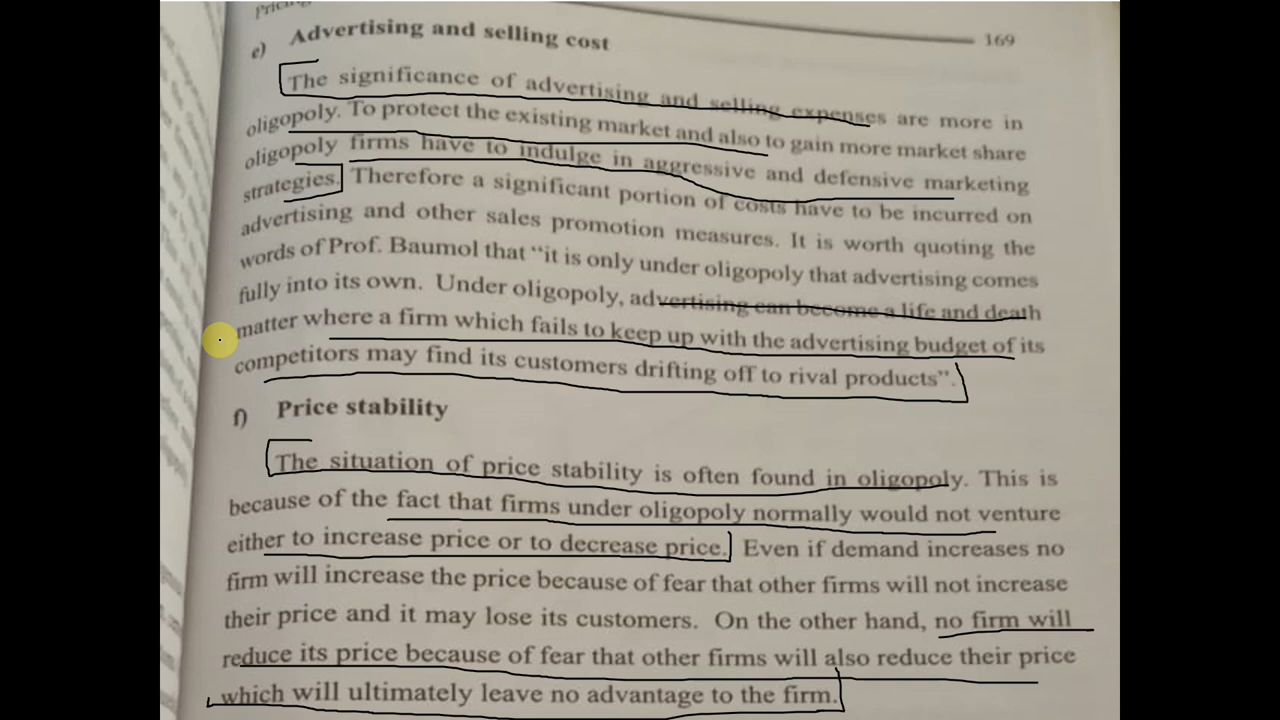 169
e) Advertising and selling cost
The significance of advertising and selling expenses are more in
oligopoly. To protect the existing market and also to gain more market share
oligopoly firms have to indulge in aggressive and defensive marketing
strategies. Therefore a significant portion of costs have to be incurred on
advertising and other sales promotion measures. It is worth quoting the
words of Prof. Baumol that “it is only under oligopoly that advertising comes
fully into its own. Under oligopoly, advertising can become a life and death
matter where a firm which fails to keep up with the advertising budget of its
competitors may find its customers drifting off to rival products”.
f) Price stability
The situation of price stability is often found in oligopoly. This is
because of the fact that firms under oligopoly normally would not venture
either to increase price or to decrease price. Even if demand increases no
firm will increase the price because of fear that other firms will not increase
their price and it may lose its customers. On the other hand, no firm will
reduce its price because of fear that other firms will also reduce their price
which will ultimately leave no advantage to the firm.